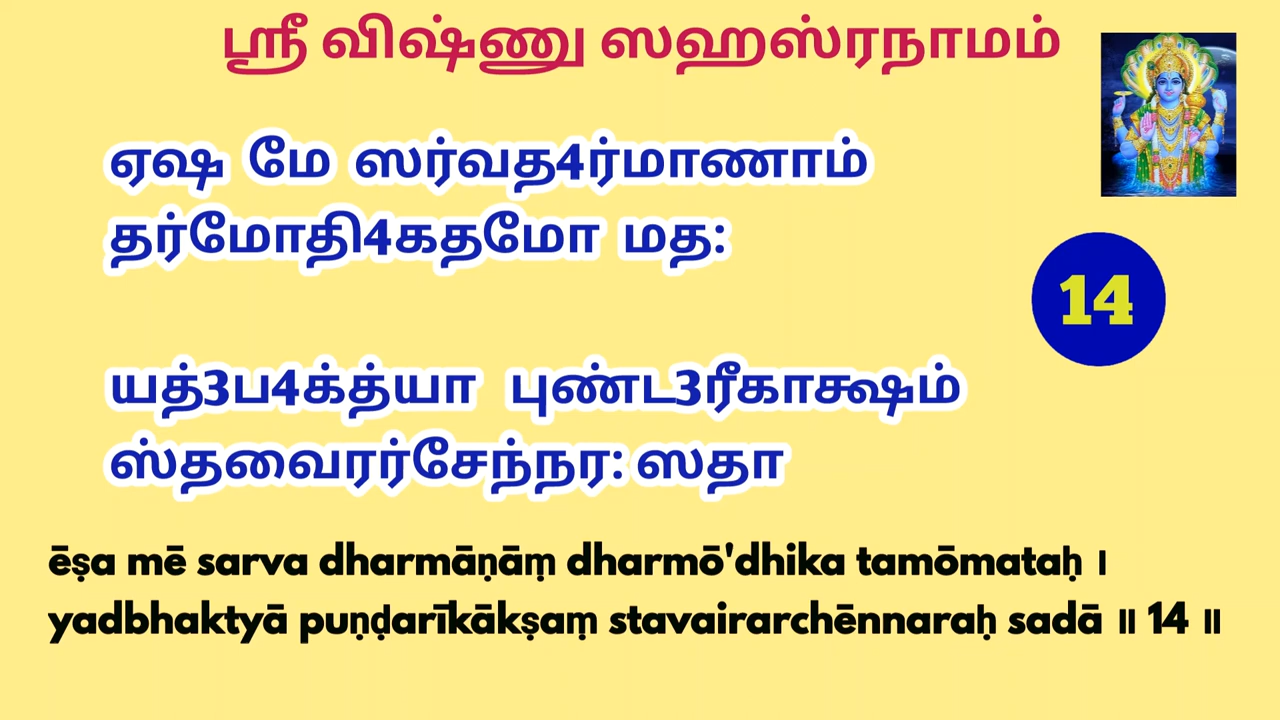 ஸ்ரீ விஷ்ணு ஸஹஸ்ரநாமம்
ஏஷ மே ஸர்வத4ர்மாணாம்
தர்மோதி4கதமோ மத:
14
யத்3ப4க்த்யா புண்ட3ரீகாக்ஷம்
ஸ்தவைரர்சேந்நர: ஸதா
ēṣa mē sarva dharmāṇāṃ dharmō'dhika tamōmataḥ ।
yadbhaktyā puṇḍarīkākṣaṃ stavairarchēnnaraḥ sadā ॥ 14 ॥